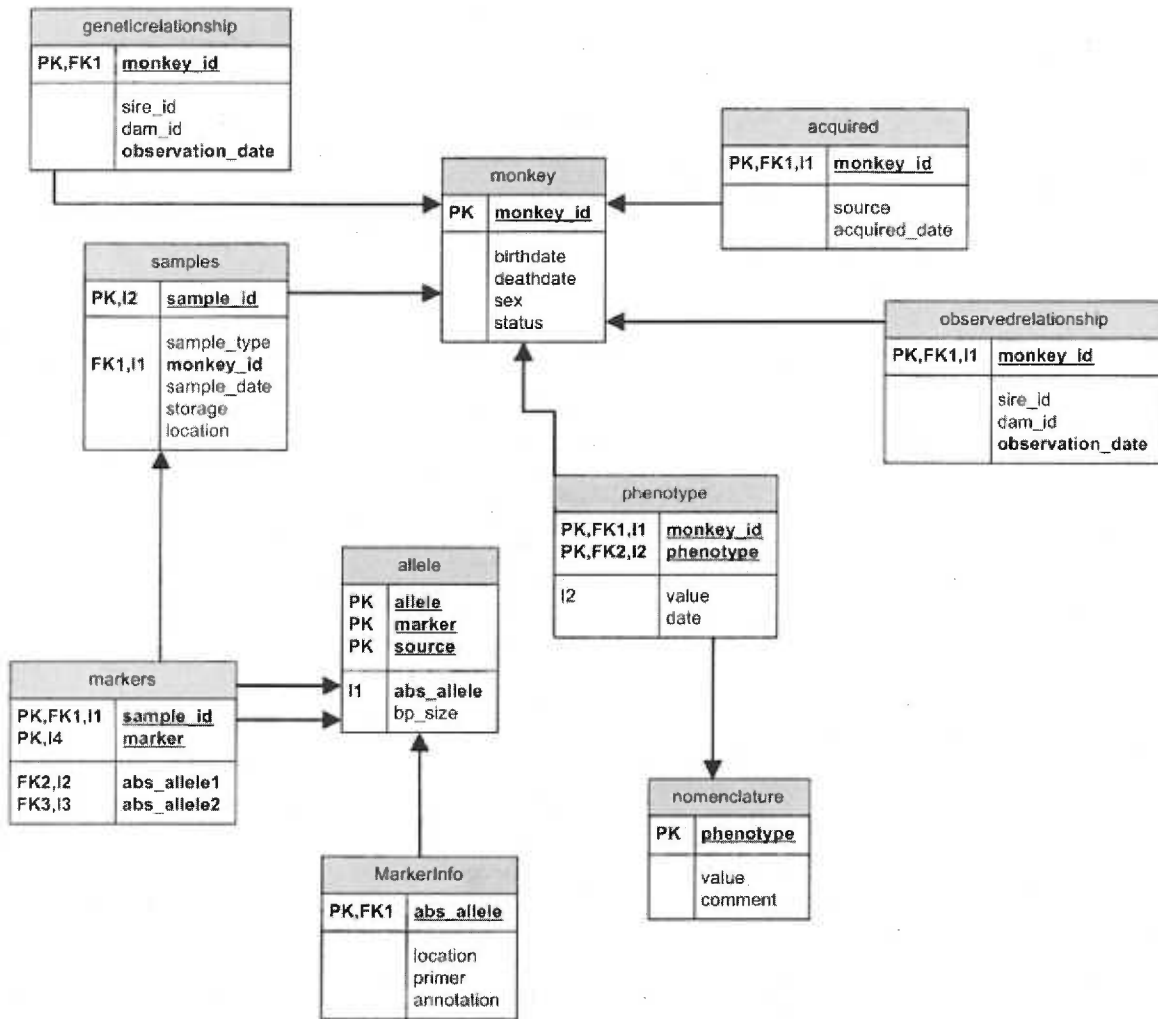 geneticrelationship
PK,FK1 monkey_id
sire_id
dam_id
observation_date
acquired
PK,FK1,I1 monkey_id
source
acquired_date
monkey
PK monkey_id
birthdate
deathdate
sex
status
samples
PK,I2 sample_id
sample_type
FK1,I1 monkey_id
sample_date
storage
location
observedrelationship
PK,FK1,I1 monkey_id
sire_id
dam_id
observation_date
phenotype
PK,FK1,I1 monkey_id
PK,FK2,I2 phenotype
I2 value
date
allele
PK allele
PK marker
PK source
I1 abs_allele
bp_size
markers
PK,FK1,I1 sample_id
PK,I4 marker
FK2,I2 abs_allele1
FK3,I3 abs_allele2
nomenclature
PK phenotype
value
comment
MarkerInfo
PK,FK1 abs_allele
location
primer
annotation